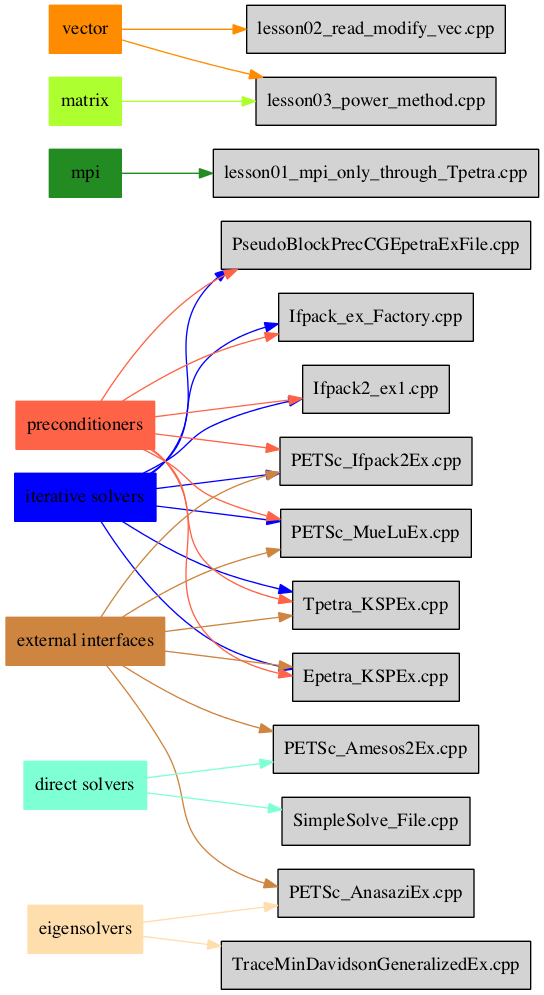 vector
lesson02_read_modify_vec.cpp
matrix
lesson03_power_method.cpp
mpi
lesson01_mpi_only_through_Tpetra.cpp
PseudoBlockPrecCGEpetraExFile.cpp
Ifpack_ex_Factory.cpp
Ifpack2_ex1.cpp
preconditioners
PETSc_Ifpack2Ex.cpp
iterative solvers
PETSc_MueLuEx.cpp
Tpetra_KSPEx.cpp
external interfaces
Epetra_KSPEx.cpp
PETSc_Amesos2Ex.cpp
direct solvers
SimpleSolve_File.cpp
PETSc_AnasaziEx.cpp
eigensolvers
TraceMinDavidsonGeneralizedEx.cpp